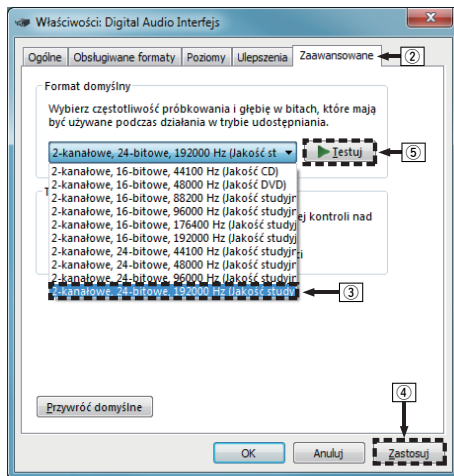 Właściwości: Digital Audio Interfejs
Ogólne Obsługiwane formaty Poziomy Ulepszenia Zaawansowane ②
Format domyślny
Wybierz częstotliwość próbkowania i głębię w bitach, które mają
być używane podczas działania w trybie udostępniania.
2-kanałowe, 24-bitowe, 192000 Hz (Jakość st Testuj ⑤
2-kanałowe, 16-bitowe, 44100 Hz (Jakość CD)
2-kanałowe, 16-bitowe, 48000 Hz (Jakość DVD)
2-kanałowe, 16-bitowe, 88200 Hz (Jakość studyjn
2-kanałowe, 16-bitowe, 96000 Hz (Jakość studyjn
2-kanałowe, 16-bitowe, 176400 Hz (Jakość studyj ej kontroli nad
2-kanałowe, 16-bitowe, 192000 Hz (Jakość studyj
2-kanałowe, 24-bitowe, 44100 Hz (Jakość studyjn
2-kanałowe, 24-bitowe, 48000 Hz (Jakość studyjn ci
2-kanałowe, 24-bitowe, 96000 Hz (Jakość studyjn
2-kanałowe, 24-bitowe, 192000 Hz (Jakość study ③
Przywróć domyślne ④
OK Anuluj Zastosuj